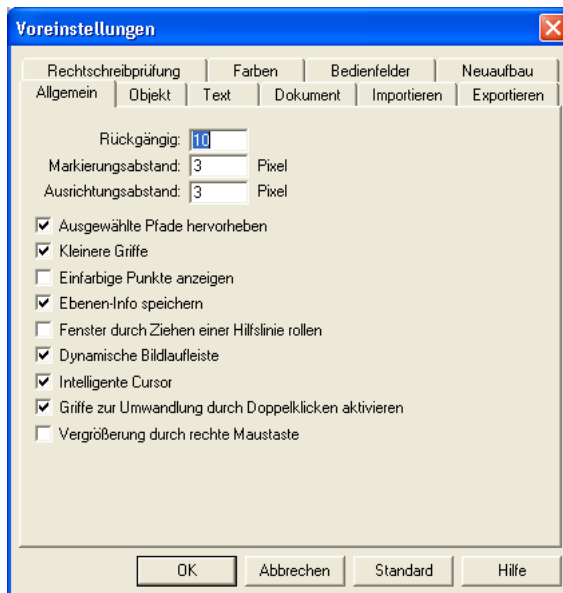 Voreinstellungen
Rechtschreibprüfung Farben Bedienfelder Neuaufbau
Allgemein Objekt Text Dokument Importieren Exportieren
Rückgängig: 10
Markierungsabstand: 3 Pixel
Ausrichtungsabstand: 3 Pixel
Ausgewählte Pfade hervorheben
Kleinere Griffe
Einfarbige Punkte anzeigen
Ebenen-Info speichern
Fenster durch Ziehen einer Hilfslinie rollen
Dynamische Bildlaufleiste
Intelligente Cursor
Griffe zur Umwandlung durch Doppelklicken aktivieren
Vergrößerung durch rechte Maustaste
OK Abbrechen Standard Hilfe